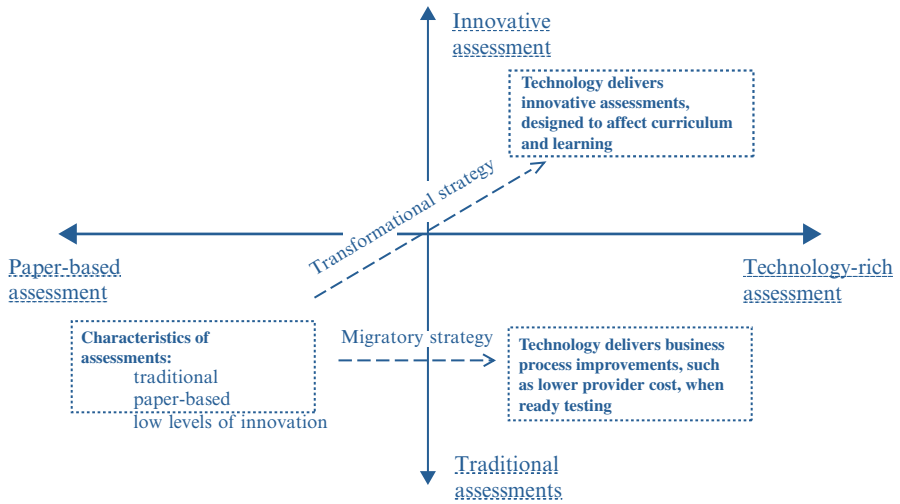 Innovative
assessment
Technology delivers
innovative assessments,
designed to affect curriculum
and learning
Transformational strategy
Paper-based
assessment
Technology-rich
assessment
Characteristics of
assessments:
traditional
paper-based
low levels of innovation
Migratory strategy
Technology delivers business
process improvements, such
as lower provider cost, when
ready testing
Traditional
assessments